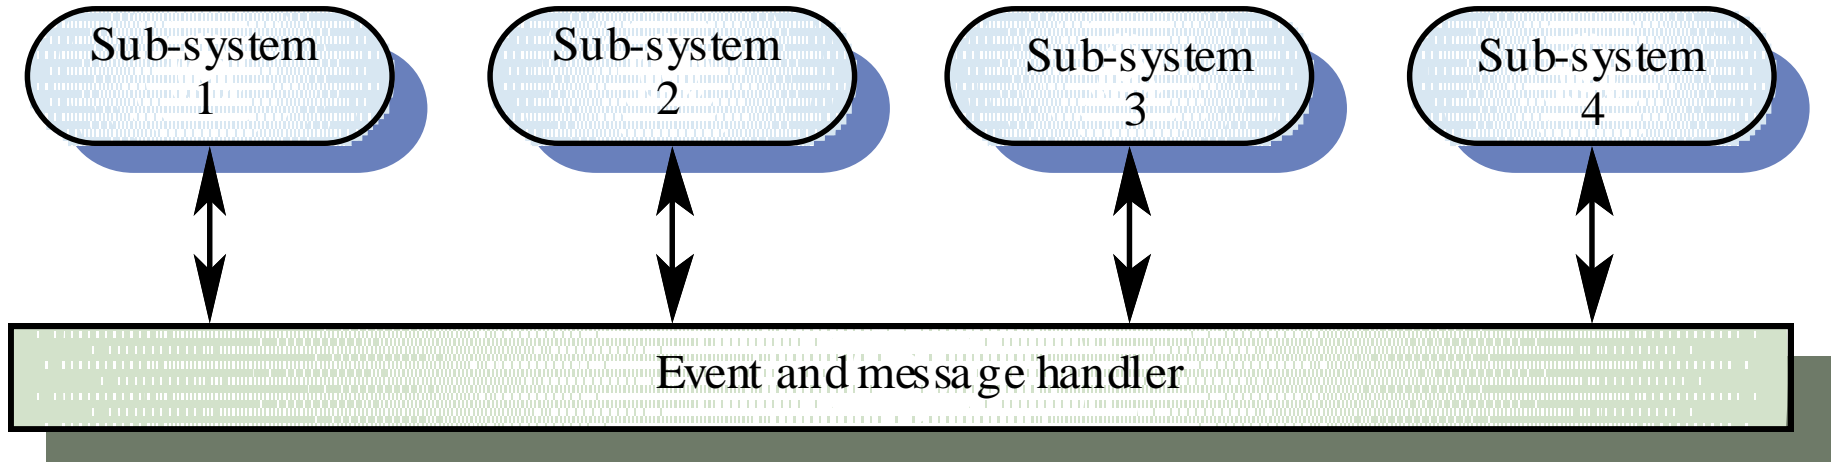 Sub-system
1
Sub-system
2
Sub-system
3
Sub-system
4
Event and message handler